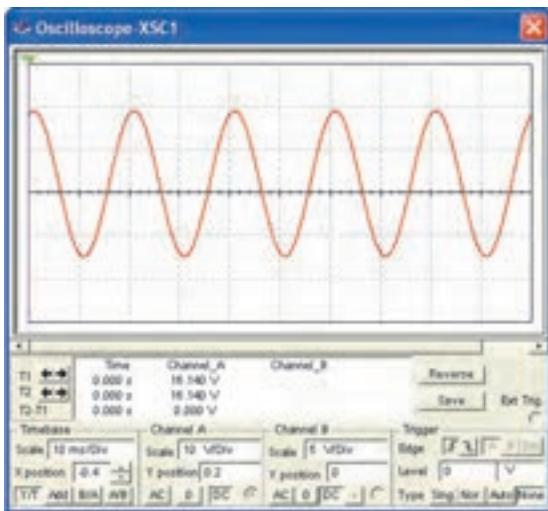 Oscilloscope-XSC1
Time Channel_A Channel_B
T1 0.000 s 16.140 V
T2 0.000 s 16.140 V
T2-T1 0.000 s 0.000 V
Reverse
Save
Ext Trig
Timebase
Scale 10 ms/Div
X position -0.4
Y/T Add B/A A/B
Channel A
Scale 10 V/Div
Y position 0.2
AC 0 DC
Channel B
Scale 5 V/Div
Y position 0
AC 0 DC -
Trigger
Edge
Level 0 V
Type Sing Nor Auto None